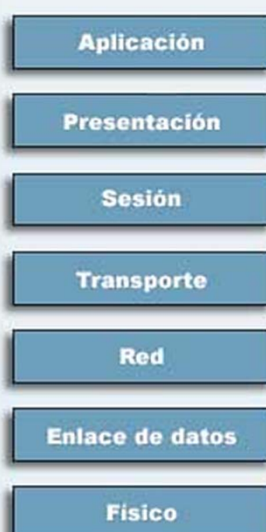 Aplicación
Presentación
Sesión
Transporte
Red
Enlace de datos
Físico